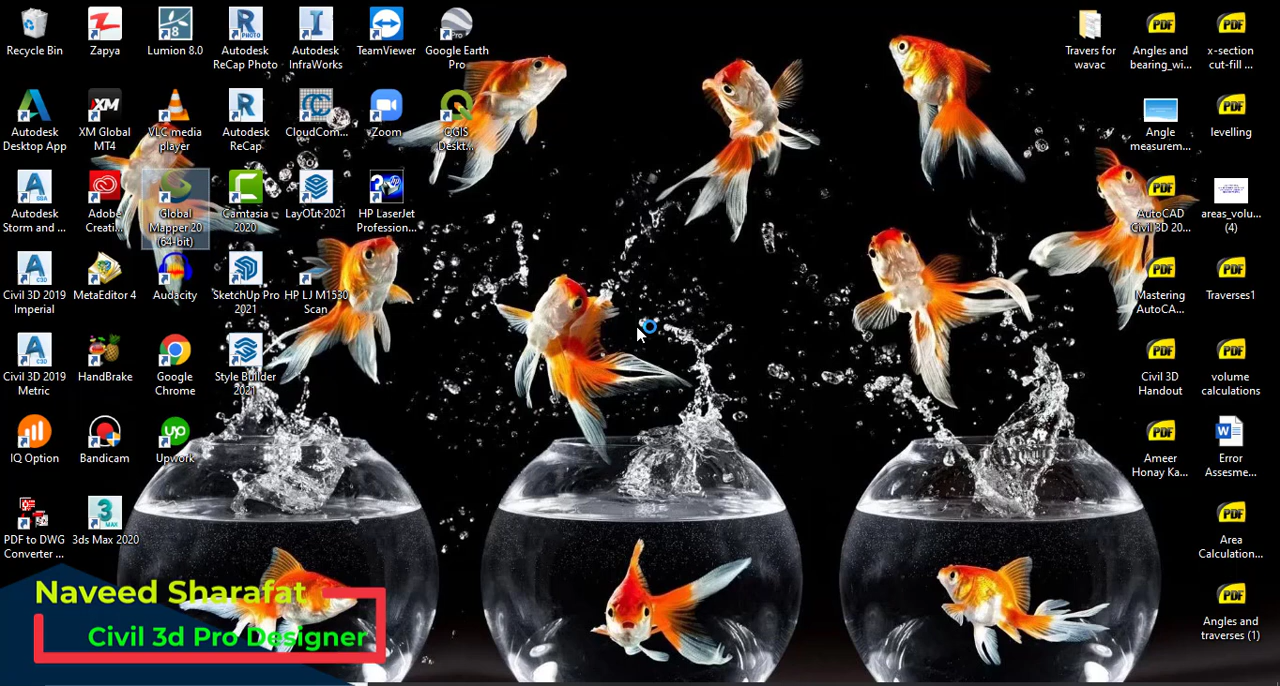 Recycle Bin
Zapya
Lumion 8.0
Autodesk
ReCap Photo
Autodesk
InfraWorks
TeamViewer
Google Earth
Pro
Travers for
wavac
Angles and
bearing_wi...
x-section
cut-fill ...
Autodesk
Desktop App
XM Global
MT4
VLC media
player
Autodesk
ReCap
CloudCom...
Zoom
QGIS
Deskt...
Angle
measurem...
levelling
Autodesk
Storm and ...
Adobe
Creati...
Global
Mapper 20
(64-bit)
Camtasia
2020
LayOut 2021
HP LaserJet
Profession...
AutoCAD
Civil 3D 20...
areas_volu...
(4)
Civil 3D 2019
Imperial
MetaEditor 4
Audacity
SketchUp Pro
2021
HP LJ M1530
Scan
Mastering
AutoCA...
Traverses1
Civil 3D 2019
Metric
HandBrake
Google
Chrome
Style Builder
2021
Civil 3D
Handout
volume
calculations
IQ Option
Bandicam
Upwork
Ameer
Honay Ka...
Error
Assesme...
PDF to DWG
Converter ...
3ds Max 2020
Area
Calculation...
Angles and
traverses (1)
Naveed Sharafat
Civil 3d Pro Designer